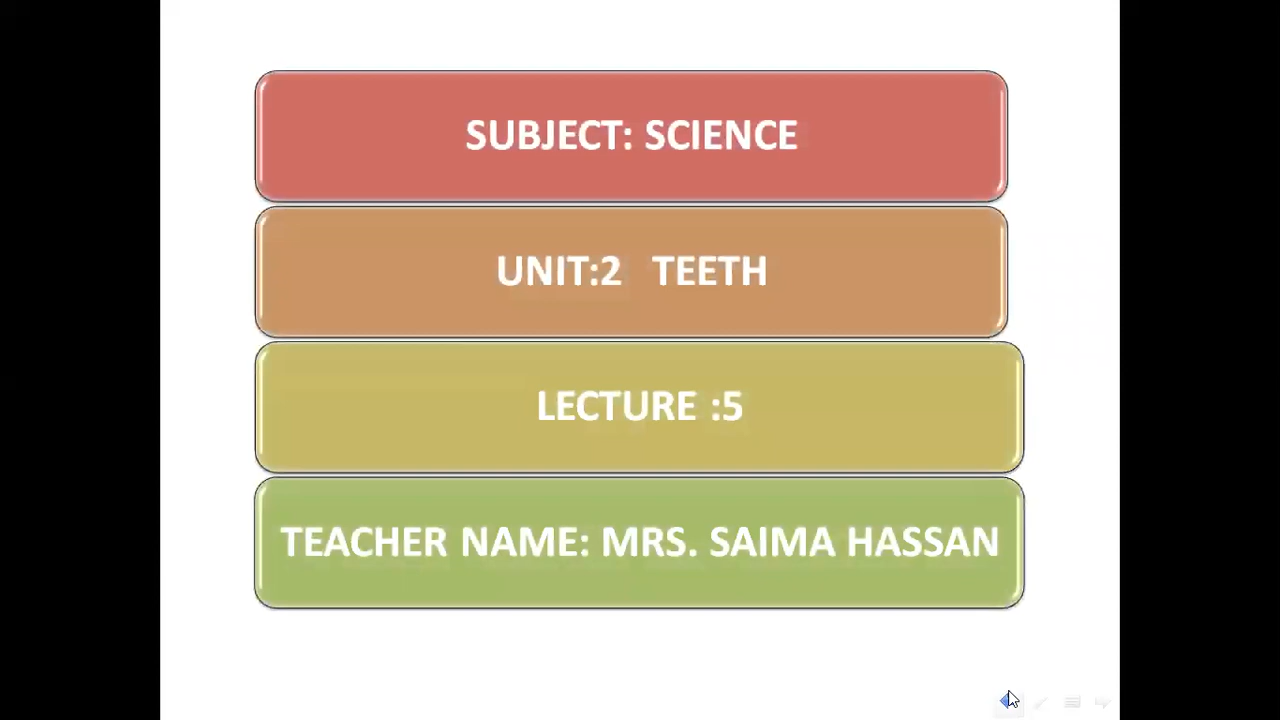 SUBJECT: SCIENCE
UNIT:2 TEETH
LECTURE :5
TEACHER NAME: MRS. SAIMA HASSAN